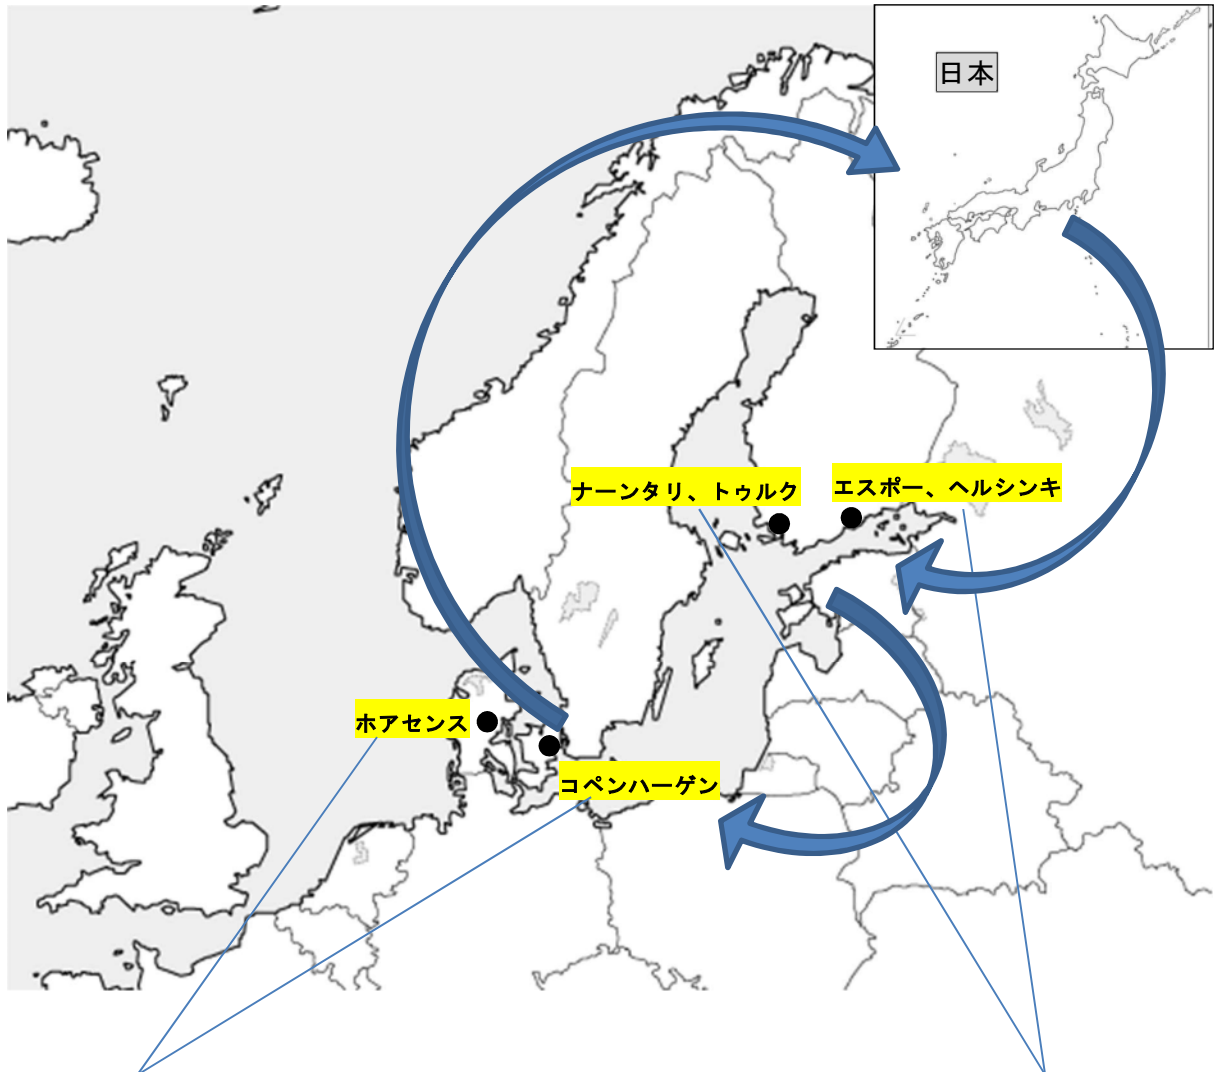 日本
ナーンタリ、トゥルク
エスポー、ヘルシンキ
ホアセンス
コペンハーゲン